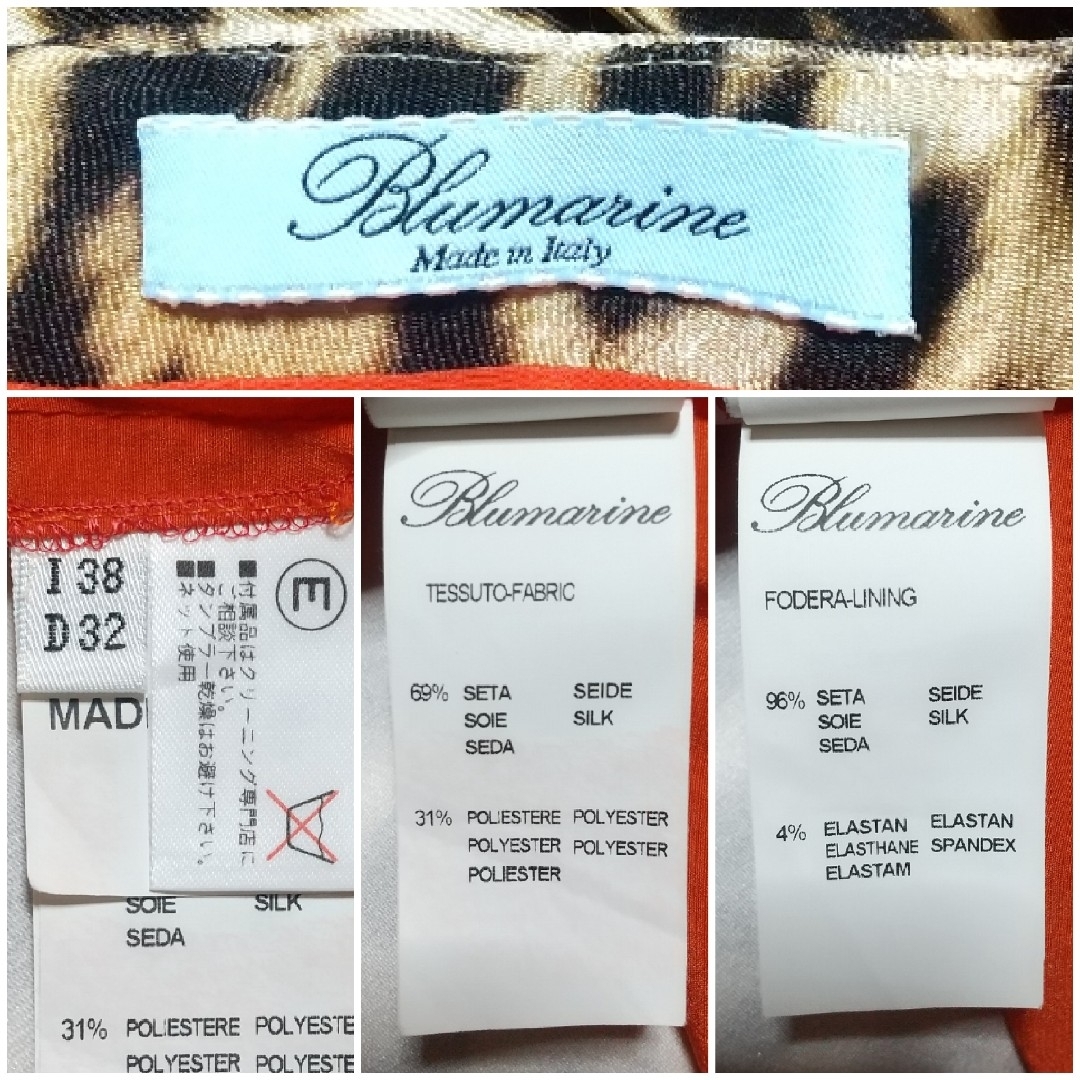 Blumarine
Made in Italy
I 38
D 32
MAD
E
■付属品はクリーニング専門店に
ご相談下さい。
■タンブラー乾燥はお避け下さい。
■ネット使用
SOIE SILK
SEDA
31% POLIESTERE POLYESTE
POLYESTER POLYESTE
Blumarine
TESSUTO-FABRIC
69% SETA SEIDE
SOIE SILK
SEDA
31% POLIESTERE POLYESTER
POLYESTER POLYESTER
POLIESTER
Blumarine
FODERA-LINING
96% SETA SEIDE
SOIE SILK
SEDA
4% ELASTAN ELASTAN
ELASTHANE SPANDEX
ELASTAM